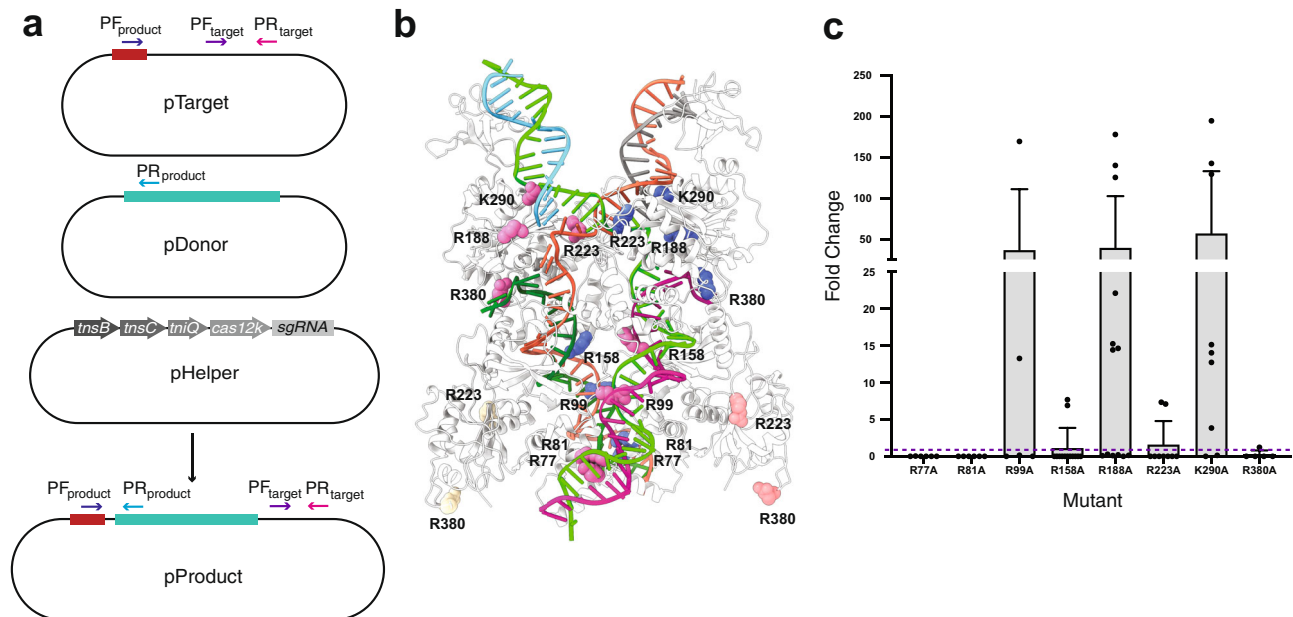 a
PFproduct
PFtarget
PRtarget
pTarget
PRproduct
pDonor
tnsB tnsC tniQ cas12k sgRNA
pHelper
PFproduct
PRproduct
PFtarget
PRtarget
pProduct
b
K290
K290
R188
R223
R223
R188
R380
R380
R158
R158
R223
R99
R99
R223
R81
R81
R77
R77
R380
R380
c
250
200
150
100
50
25
20
15
10
5
0
Fold Change
R77A R81A R99A R158A R188A R223A K290A R380A
Mutant